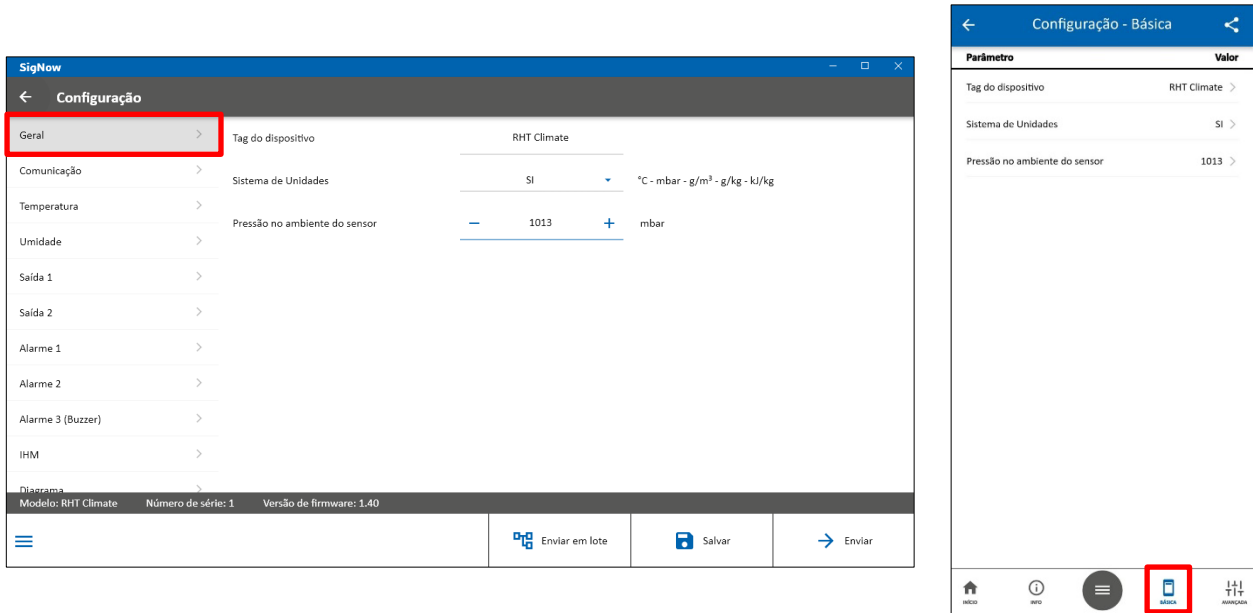 SigNow
Configuração
Geral
Comunicação
Temperatura
Umidade
Saída 1
Saída 2
Alarme 1
Alarme 2
Alarme 3 (Buzzer)
IHM
Diagrama
Tag do dispositivo RHT Climate
Sistema de Unidades SI °C - mbar - g/m³ - g/kg - kJ/kg
Pressão no ambiente do sensor − 1013 + mbar
Modelo: RHT Climate Número de série: 1 Versão de firmware: 1.40
Enviar em lote Salvar Enviar
Configuração - Básica
Parâmetro Valor
Tag do dispositivo RHT Climate
Sistema de Unidades SI
Pressão no ambiente do sensor 1013
INÍCIO INFO BÁSICA AVANÇADA